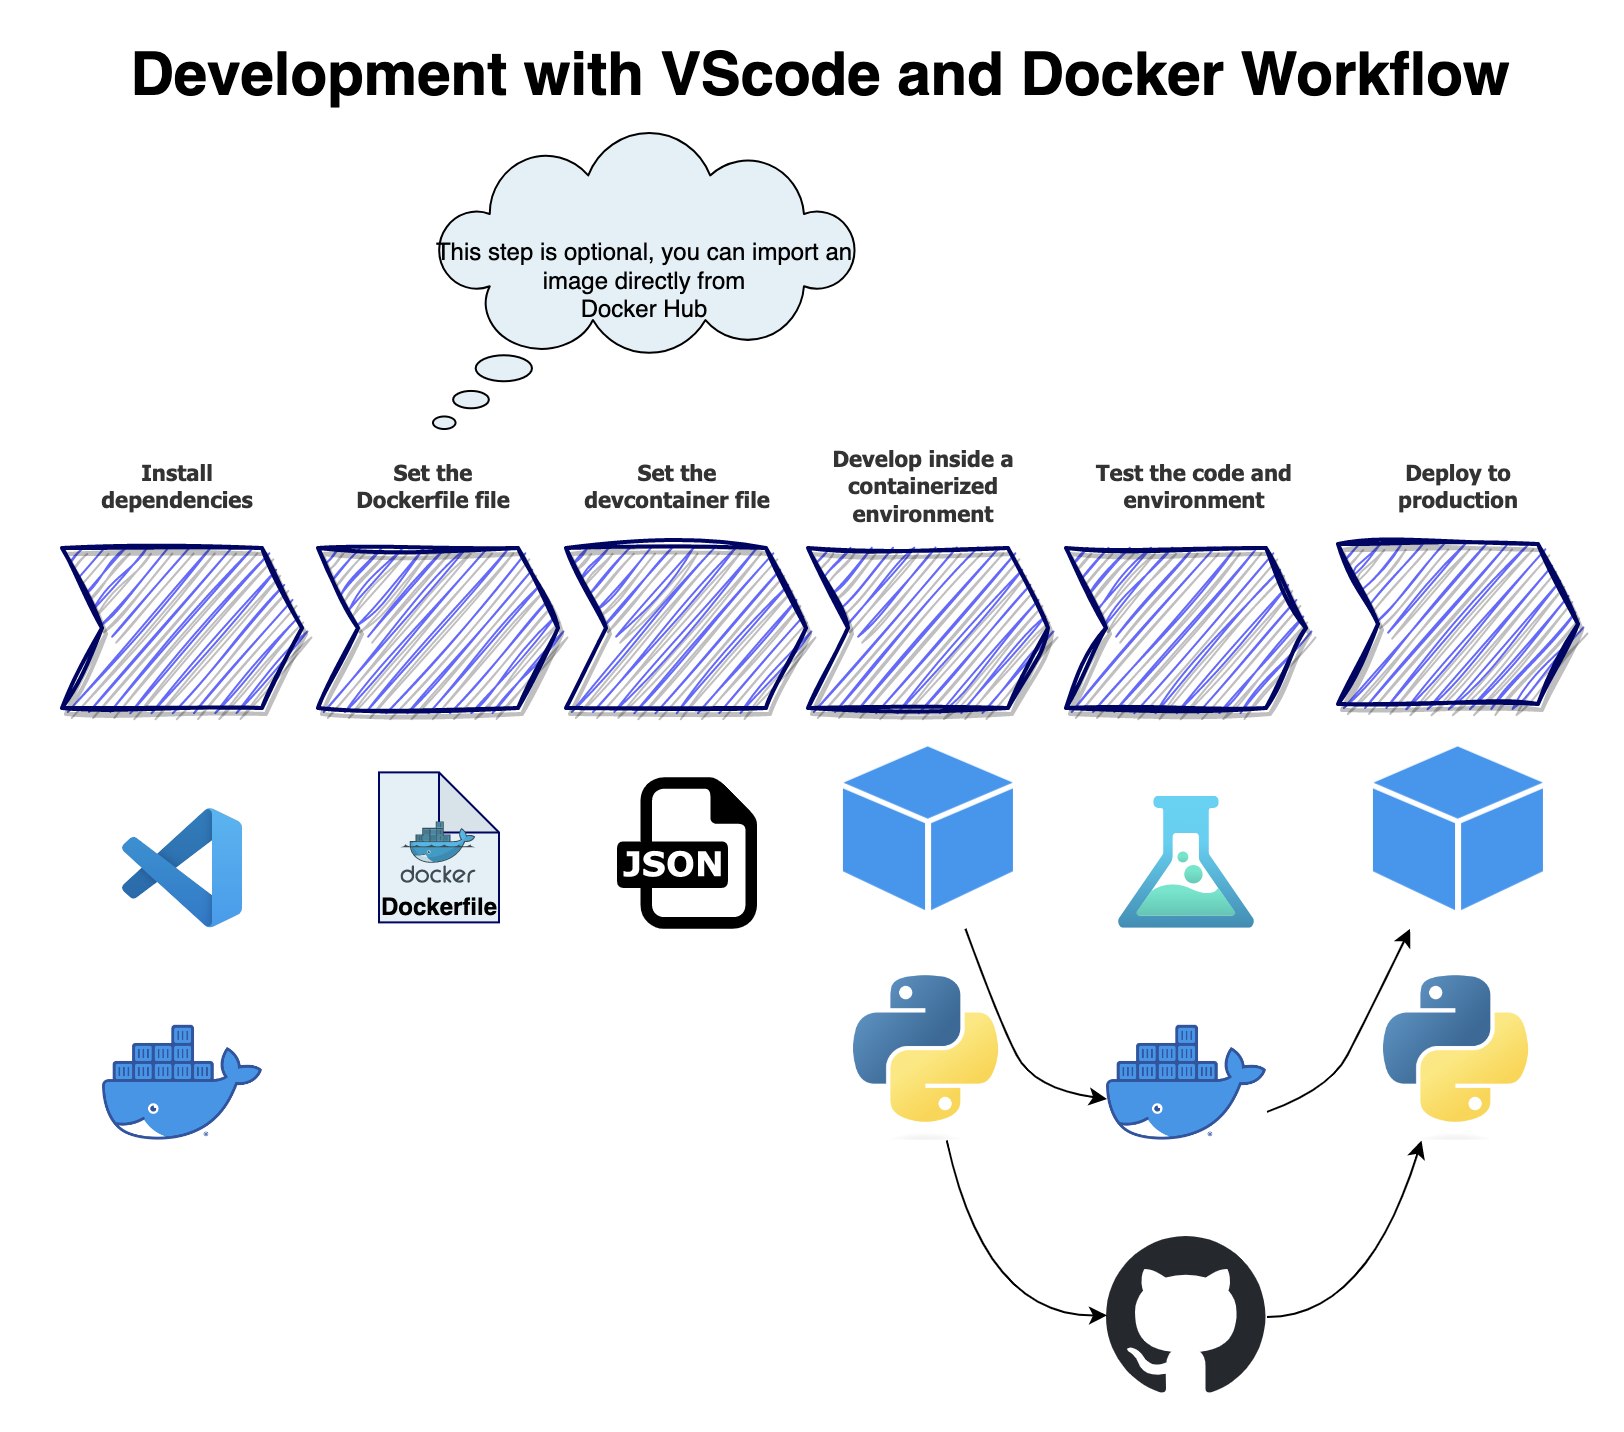 Development with VScode and Docker Workflow
This step is optional, you can import an
image directly from
Docker Hub
Install
dependencies
Set the
Dockerfile file
Set the
devcontainer file
Develop inside a
containerized
environment
Test the code and
environment
Deploy to
production
docker
Dockerfile
JSON